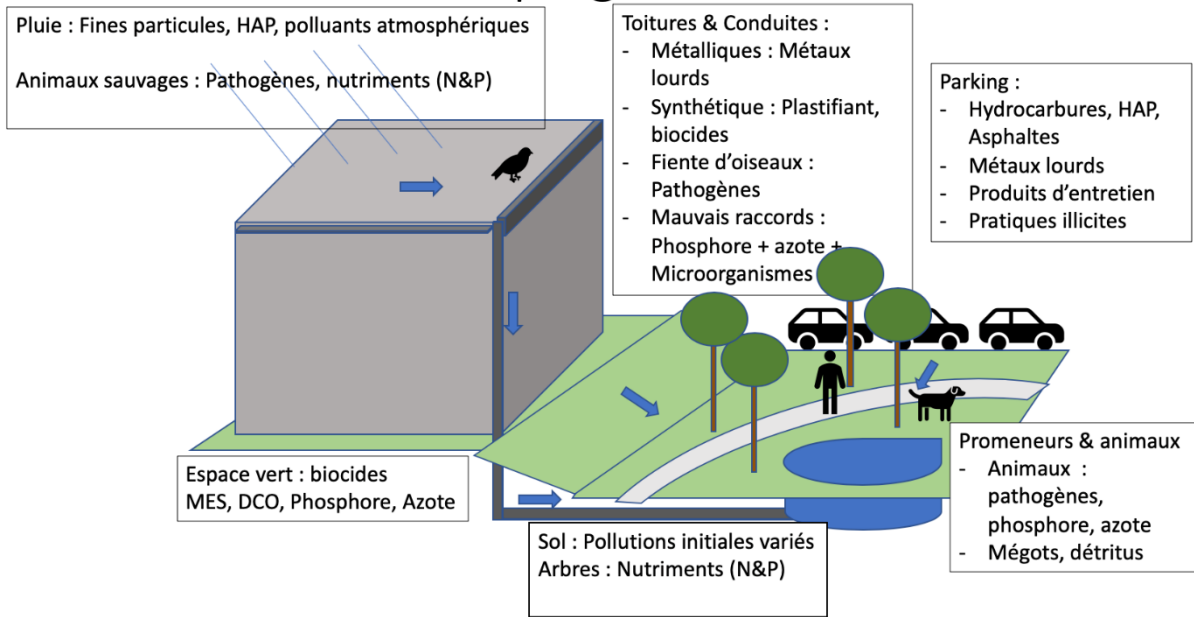 Pluie : Fines particules, HAP, polluants atmosphériques
Animaux sauvages : Pathogènes, nutriments (N&P)
Toitures & Conduites :
- Métalliques : Métaux
lourds
- Synthétique : Plastifiant,
biocides
- Fiente d'oiseaux :
Pathogènes
- Mauvais raccords :
Phosphore + azote +
Microorganismes
Parking :
- Hydrocarbures, HAP,
Asphaltes
- Métaux lourds
- Produits d'entretien
- Pratiques illicites
Espace vert : biocides
MES, DCO, Phosphore, Azote
Sol : Pollutions initiales variés
Arbres : Nutriments (N&P)
Promeneurs & animaux
- Animaux :
pathogènes,
phosphore, azote
- Mégots, détritus